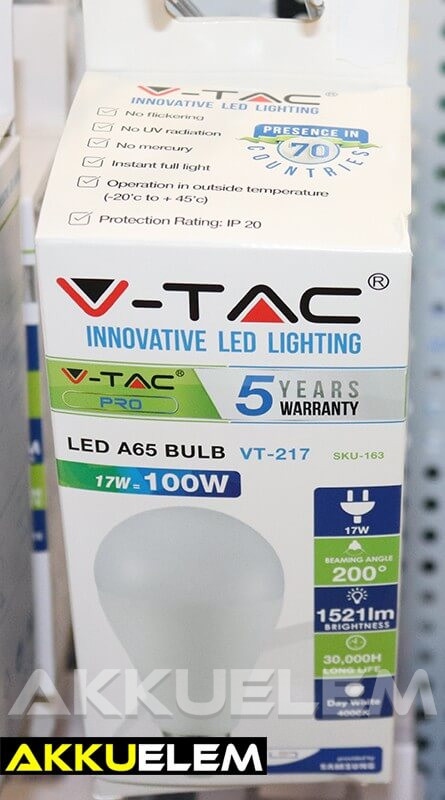 V-TAC
INNOVATIVE LED LIGHTING
No flickering
No UV radiation
No mercury
Instant full light
Operation in outside temperature
(-20˚c to + 45˚c)
Protection Rating: IP 20
PRESENCE IN
70
COUNTRIES
V-TAC®
INNOVATIVE LED LIGHTING
V-TAC®
PRO
5 YEARS
WARRANTY
LED A65 BULB VT-217 SKU-163
17W = 100W
17W
BEAMING ANGLE
200°
1521lm
BRIGHTNESS
30,000H
LONG LIFE
Day White
4000K
AKKUELEM
AKKUELEM
SAMSUNG